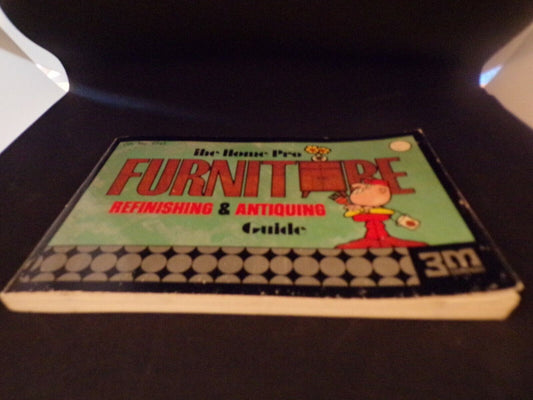 The Home Pro
FURNITURE
REFINISHING & ANTIQUING
Guide
3m